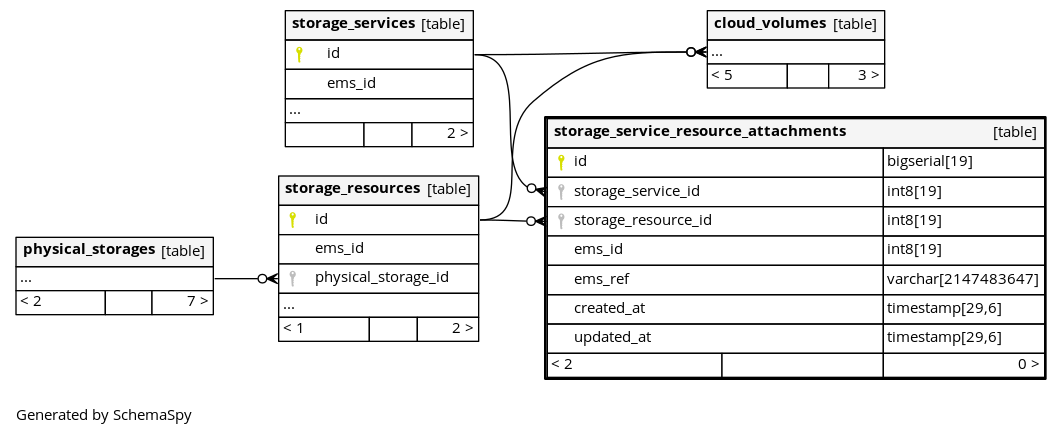 storage_services [table]
id
ems_id
...
2 >
cloud_volumes [table]
...
< 5 3 >
storage_service_resource_attachments [table]
id bigserial[19]
storage_service_id int8[19]
storage_resource_id int8[19]
ems_id int8[19]
ems_ref varchar[2147483647]
created_at timestamp[29,6]
updated_at timestamp[29,6]
< 2 0 >
storage_resources [table]
id
ems_id
physical_storage_id
...
< 1 2 >
physical_storages [table]
...
< 2 7 >
Generated by SchemaSpy